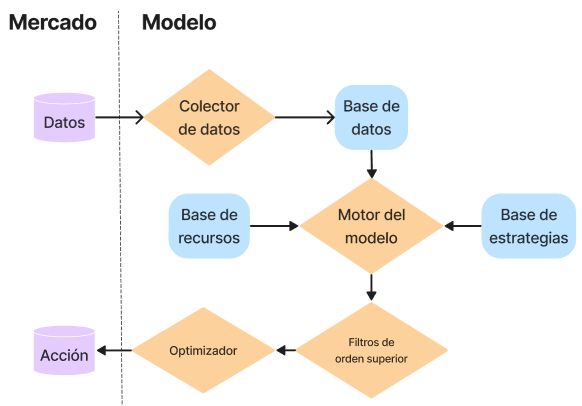 Mercado
Modelo
Datos
Colector
de datos
Base de
datos
Base de
recursos
Motor del
modelo
Base de
estrategias
Acción
Optimizador
Filtros de
orden superior